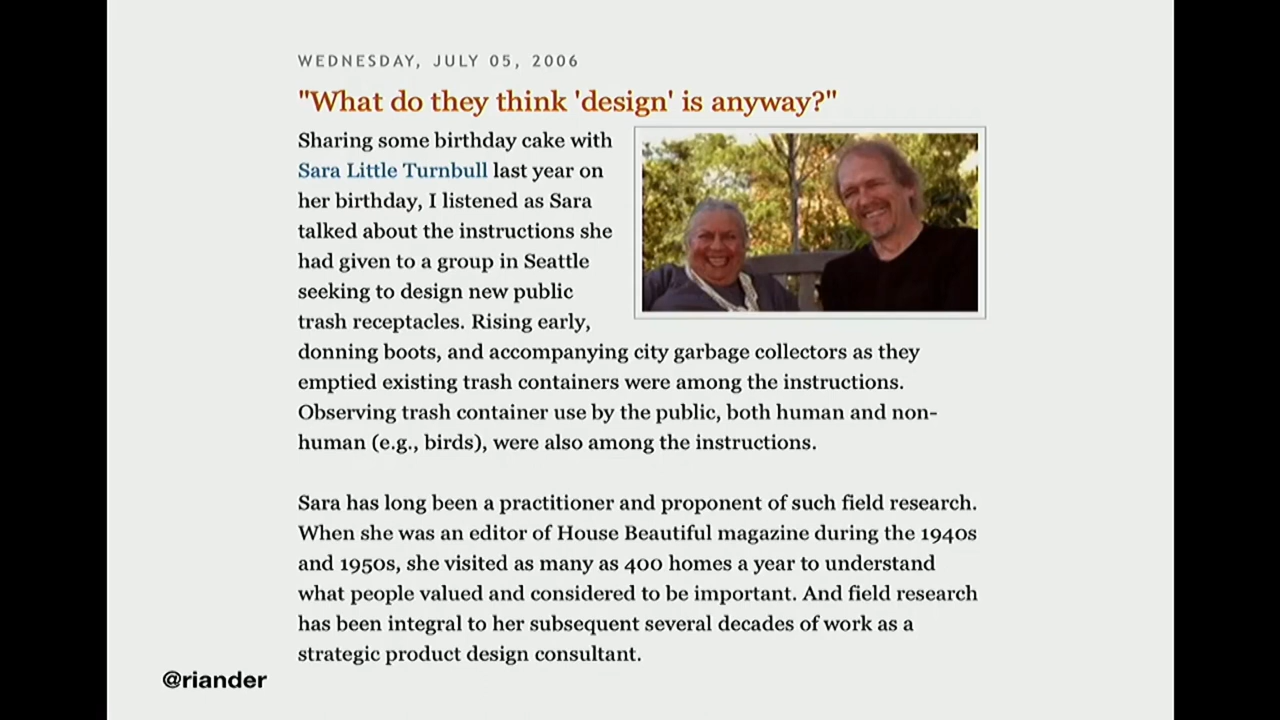 WEDNESDAY, JULY 05, 2006
"What do they think 'design' is anyway?"
Sharing some birthday cake with
Sara Little Turnbull last year on
her birthday, I listened as Sara
talked about the instructions she
had given to a group in Seattle
seeking to design new public
trash receptacles. Rising early,
donning boots, and accompanying city garbage collectors as they
emptied existing trash containers were among the instructions.
Observing trash container use by the public, both human and non-
human (e.g., birds), were also among the instructions.
Sara has long been a practitioner and proponent of such field research.
When she was an editor of House Beautiful magazine during the 1940s
and 1950s, she visited as many as 400 homes a year to understand
what people valued and considered to be important. And field research
has been integral to her subsequent several decades of work as a
strategic product design consultant.
@riander